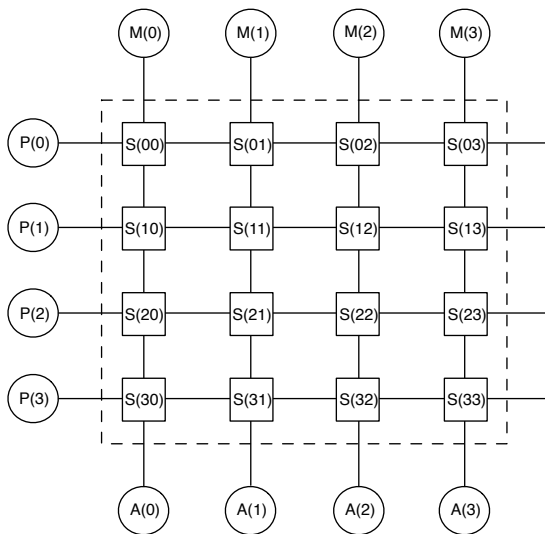 M(0) M(1) M(2) M(3)
P(0) S(00) S(01) S(02) S(03)
P(1) S(10) S(11) S(12) S(13)
P(2) S(20) S(21) S(22) S(23)
P(3) S(30) S(31) S(32) S(33)
A(0) A(1) A(2) A(3)